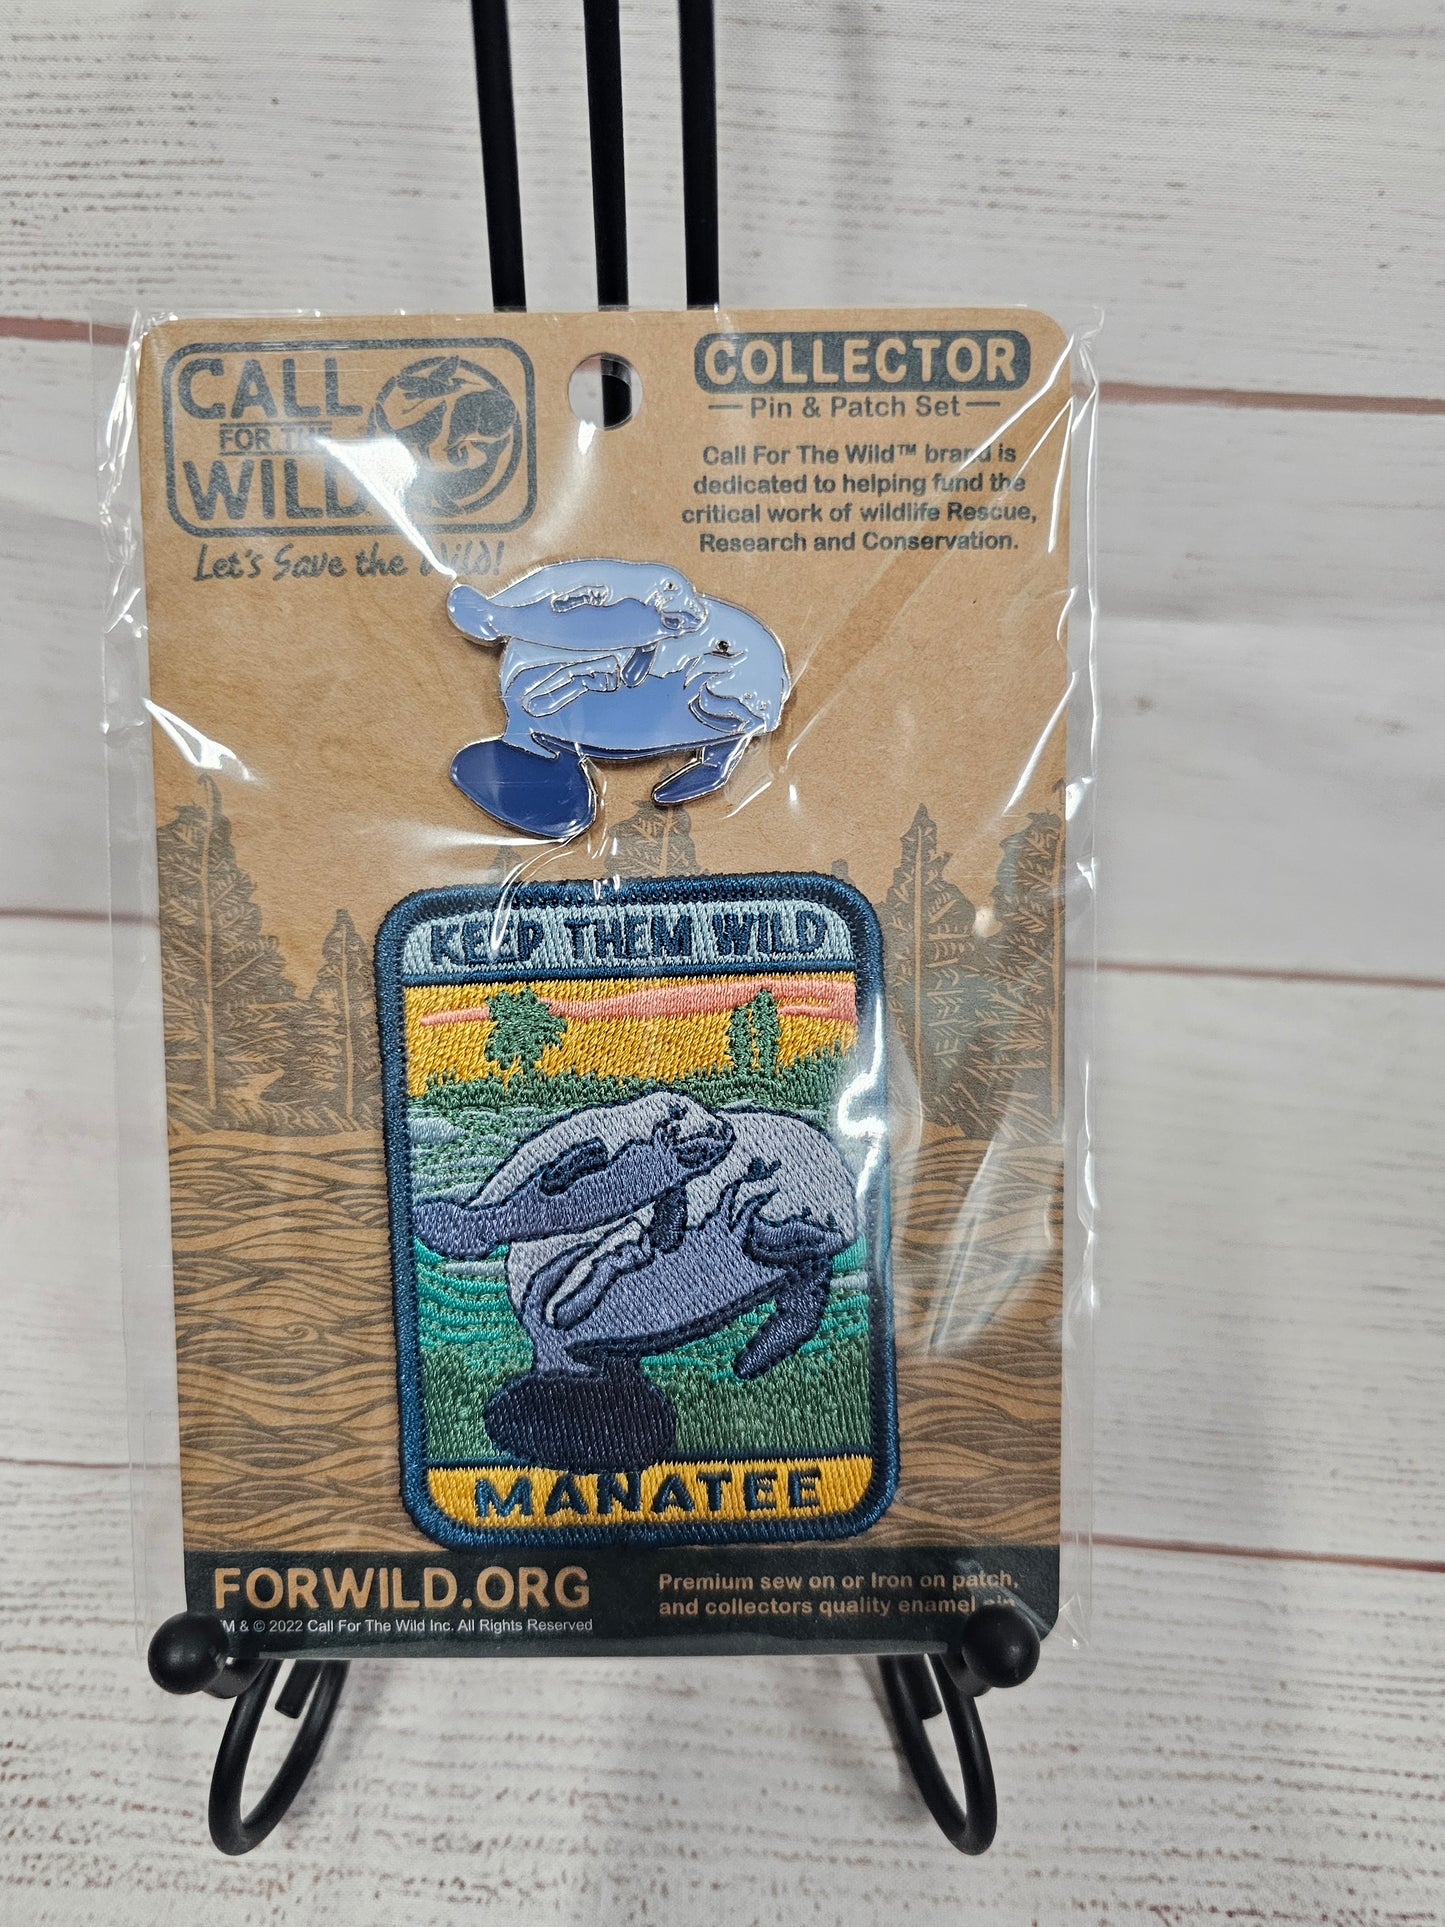 CALL
FOR THE
WILD
Let's Save the Wild!
COLLECTOR
Pin & Patch Set
Call For The Wild™ brand is
dedicated to helping fund the
critical work of wildlife Rescue,
Research and Conservation.
KEEP THEM WILD
MANATEE
FORWILD.ORG
TM & © 2022 Call For The Wild Inc. All Rights Reserved
Premium sew on or Iron on patch,
and collectors quality enamel pin.